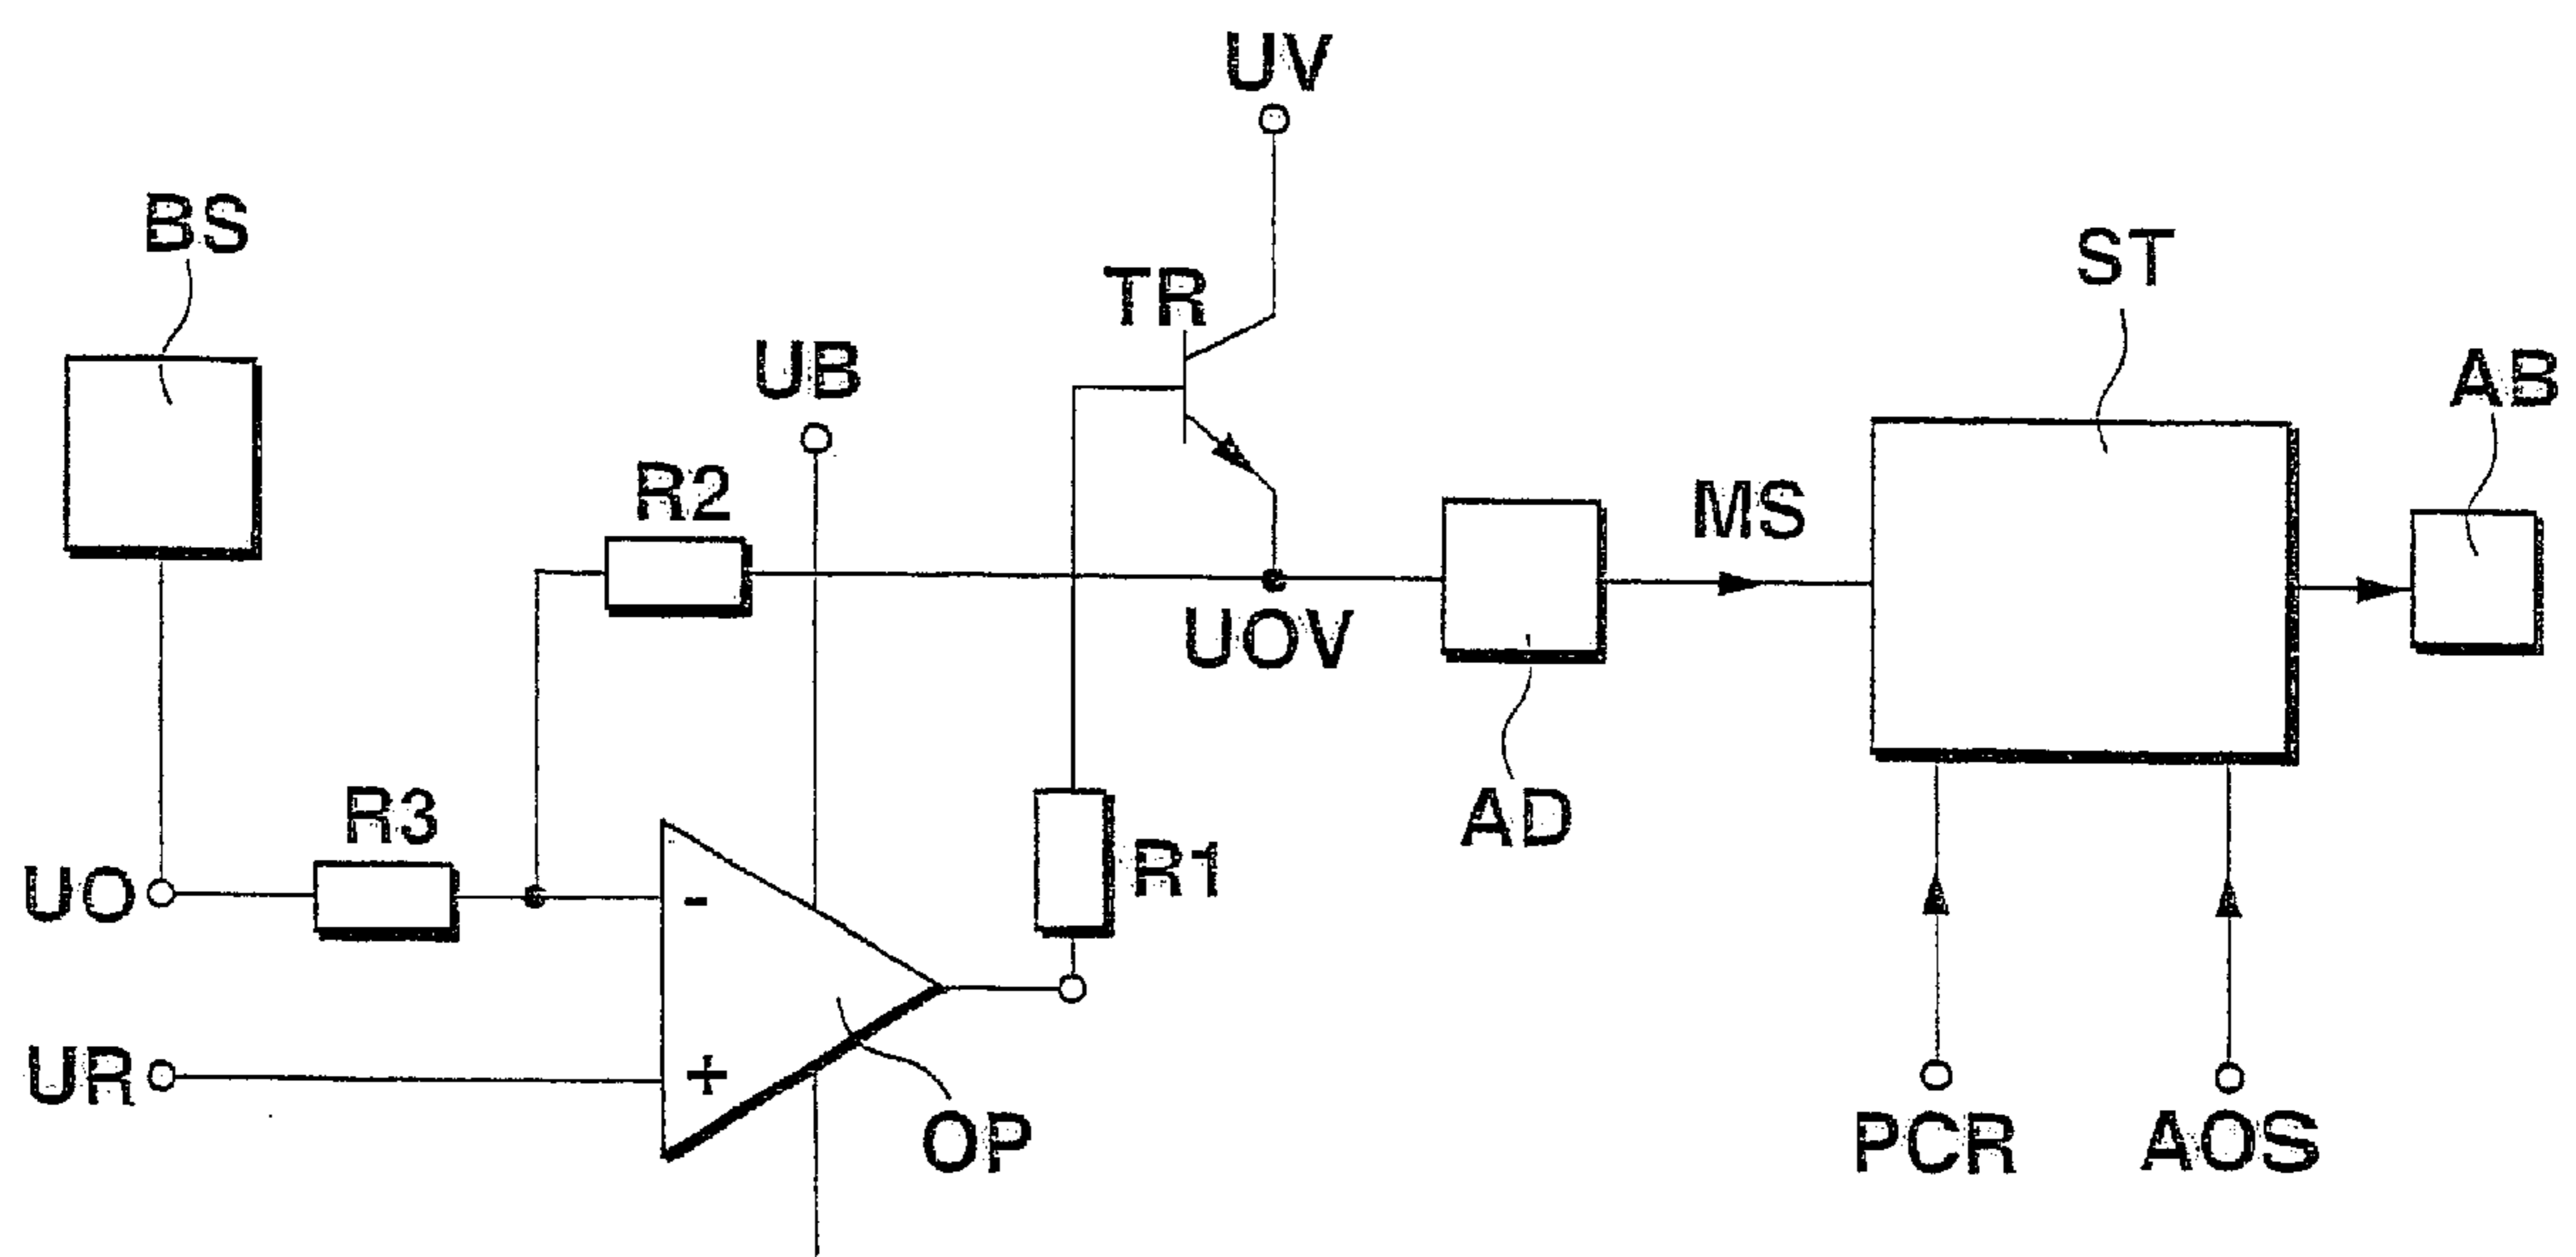 UV
BS
ST
TR
UB
AB
R2
MS
UOV
R3
AD
R1
UO
-
UR
+
OP
PCR
AOS